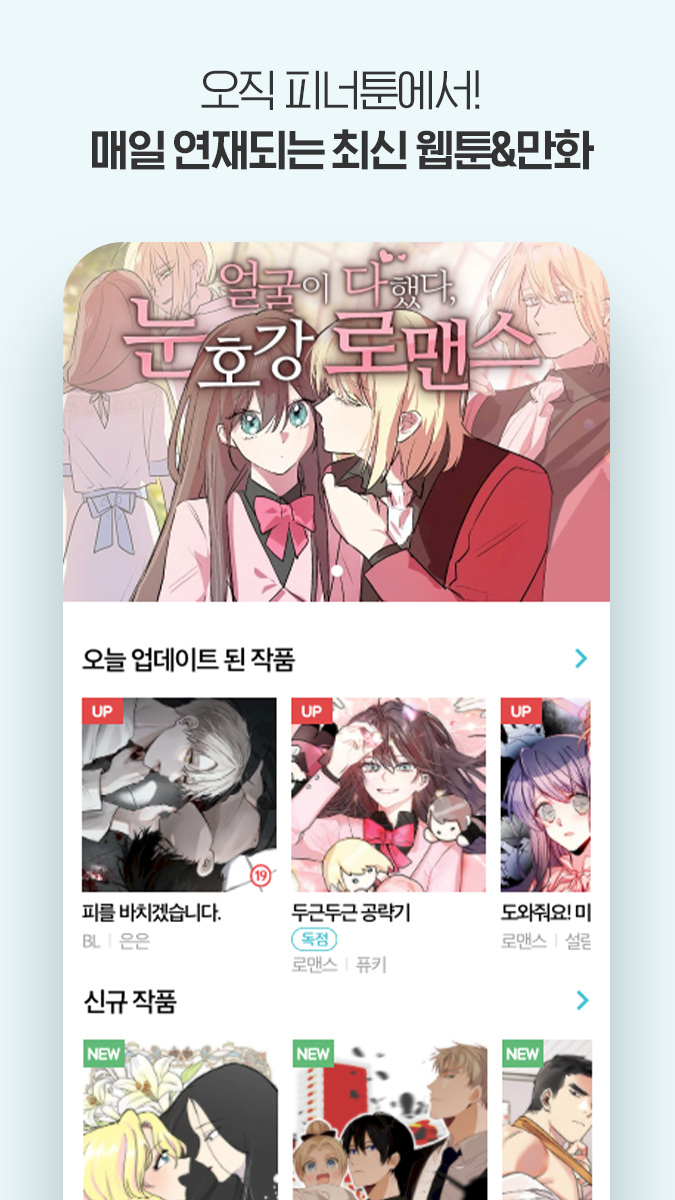 오직 피너툰에서!
매일 연재되는 최신 웹툰&만화
얼굴이 다했다,
눈호강 로맨스
오늘 업데이트 된 작품
UP UP UP
19
피를 바치겠습니다. 두근두근 공략기 도와줘요! 미
BL | 은은 독점 로맨스 | 설림
로맨스 | 퓨키
신규 작품
NEW NEW NEW